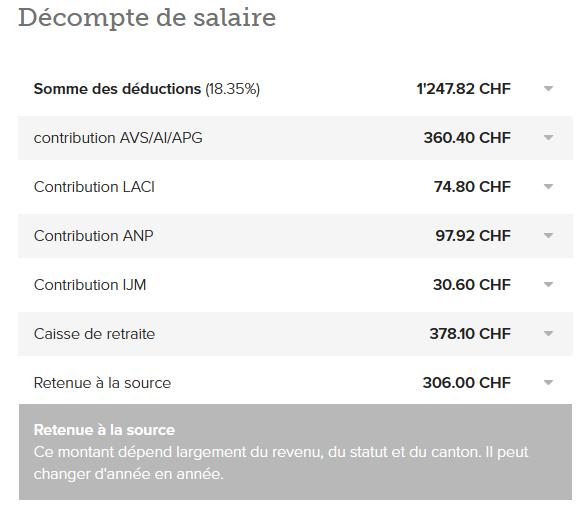 Décompte de salaire
Somme des déductions (18.35%) 1'247.82 CHF
contribution AVS/AI/APG 360.40 CHF
Contribution LACI 74.80 CHF
Contribution ANP 97.92 CHF
Contribution IJM 30.60 CHF
Caisse de retraite 378.10 CHF
Retenue à la source 306.00 CHF
Retenue à la source
Ce montant dépend largement du revenu, du statut et du canton. Il peut
changer d'année en année.